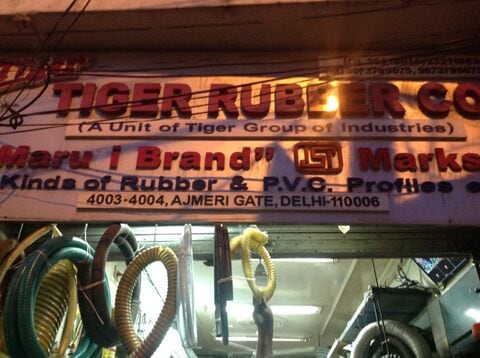 Tiger
TIGER RUBBER CO
(A Unit of Tiger Group of Industries)
Maru i Brand" ISI Marks
Kinds of Rubber & P.V.C. Profiles e
4003-4004, AJMERI GATE, DELHI-110006